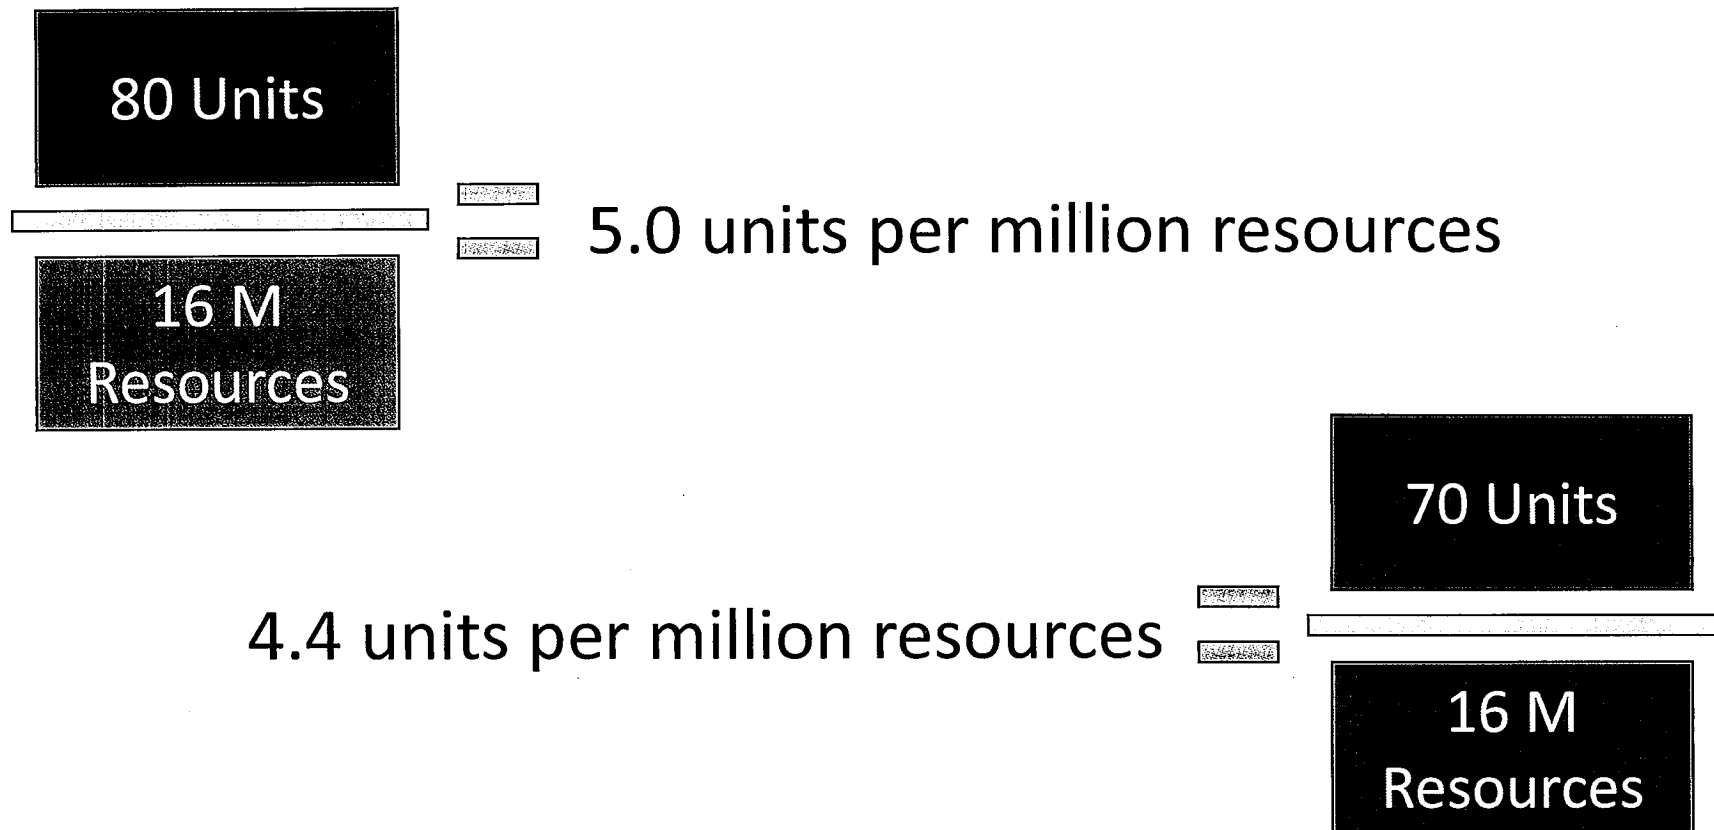 80 Units
16 M
Resources
5.0 units per million resources
70 Units
16 M
Resources
4.4 units per million resources